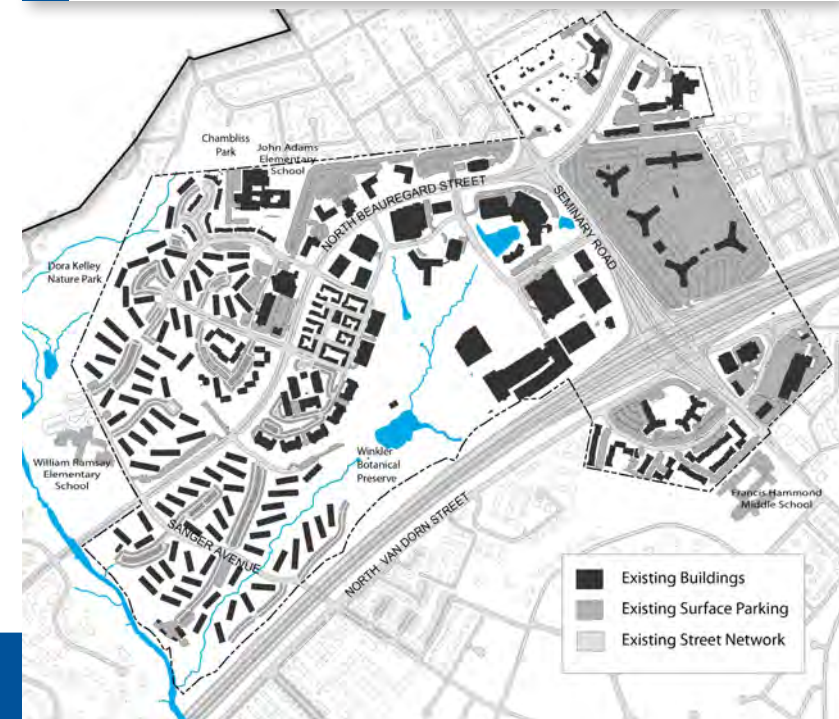 Chambliss
Park
John Adams
Elementary
School
NORTH BEAUREGARD STREET
SEMINARY ROAD
Dora Kelley
Nature Park
William Ramsay
Elementary
School
Winkler
Botanical
Preserve
SANGER AVENUE
NORTH VAN DORN STREET
Francis Hammond
Middle School
Existing Buildings
Existing Surface Parking
Existing Street Network